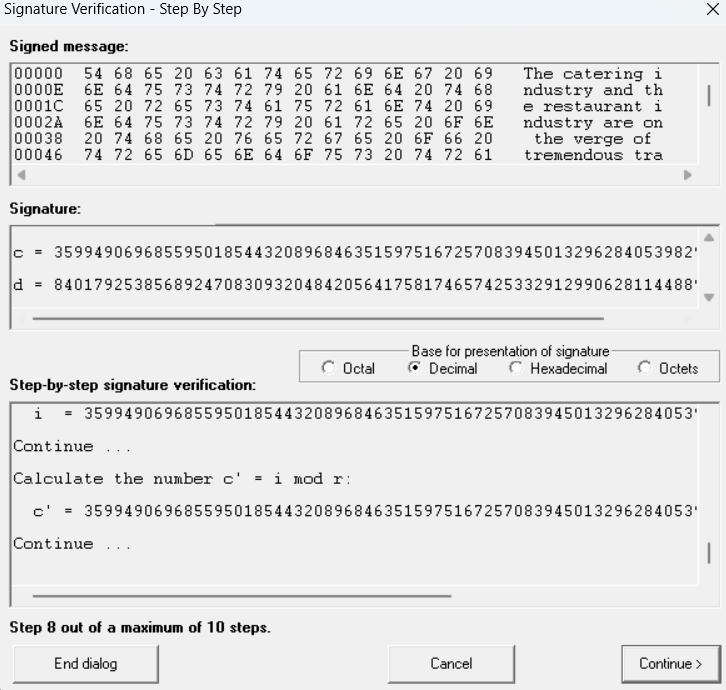 Signature Verification - Step By Step
Signed message:
00000 54 68 65 20 63 61 74 65 72 69 6E 67 20 69 The catering i
0000E 6E 64 75 73 74 72 79 20 61 6E 64 20 74 68 ndustry and th
0001C 65 20 72 65 73 74 61 75 72 61 6E 74 20 69 e restaurant i
0002A 6E 64 75 73 74 72 79 20 61 72 65 20 6F 6E ndustry are on
00038 20 74 68 65 20 76 65 72 67 65 20 6F 66 20 the verge of
00046 74 72 65 6D 65 6E 64 6F 75 73 20 74 72 61 tremendous tra
Signature:
c = 3599490696855950185443208968463515975167257083945013296284053982
d = 8401792538568924708309320484205641758174657425332912990628114488
Base for presentation of signature
Octal Decimal Hexadecimal Octets
Step-by-step signature verification:
i = 3599490696855950185443208968463515975167257083945013296284053
Continue ...
Calculate the number c' = i mod r:
c' = 3599490696855950185443208968463515975167257083945013296284053
Continue ...
Step 8 out of a maximum of 10 steps.
End dialog Cancel Continue >